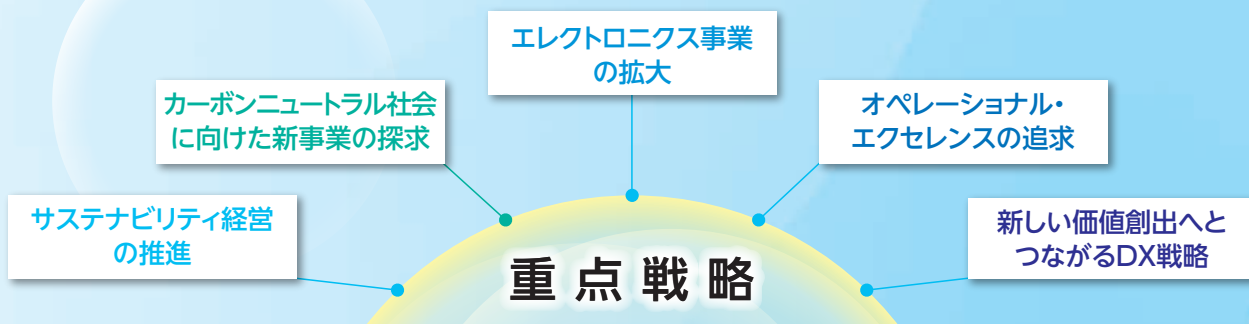 エレクトロニクス事業
の拡大
カーボンニュートラル社会
に向けた新事業の探求
オペレーショナル・
エクセレンスの追求
サステナビリティ経営
の推進
新しい価値創出へと
つながるDX戦略
重点戦略